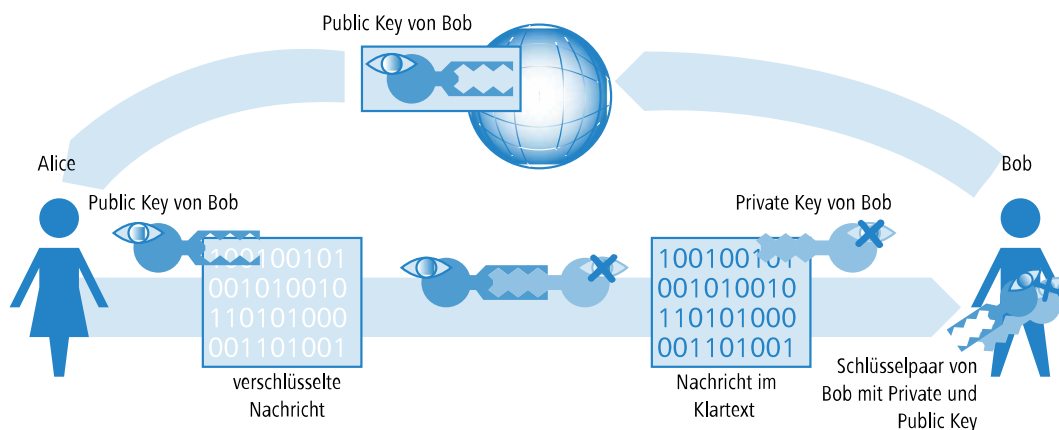 Public Key von Bob
Alice
Bob
Public Key von Bob
Private Key von Bob
100100101
001010010
110101000
001101001
100100101
001010010
110101000
001101001
verschlüsselte
Nachricht
Nachricht im
Klartext
Schlüsselpaar von
Bob mit Private und
Public Key